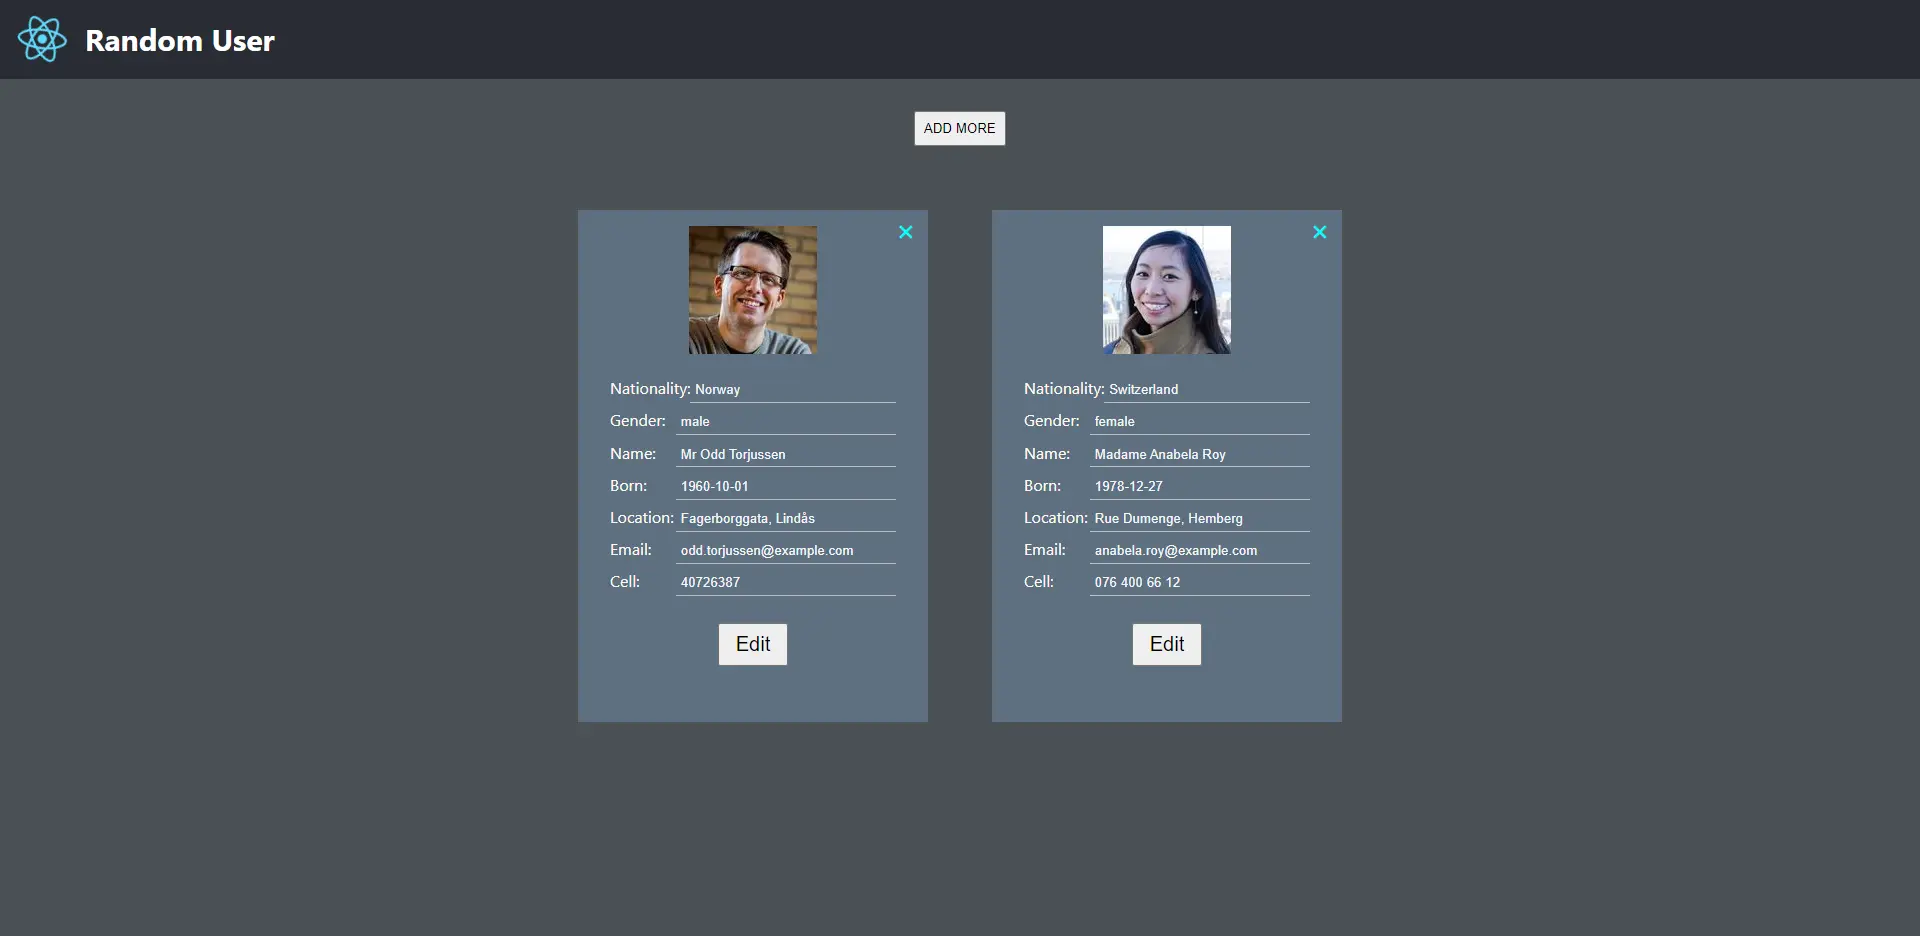 Random User
ADD MORE
Nationality: Norway
Gender: male
Name: Mr Odd Torjussen
Born: 1960-10-01
Location: Fagerborggata, Lindås
Email: odd.torjussen@example.com
Cell: 40726387
Edit
Nationality: Switzerland
Gender: female
Name: Madame Anabela Roy
Born: 1978-12-27
Location: Rue Dumenge, Hemberg
Email: anabela.roy@example.com
Cell: 076 400 66 12
Edit